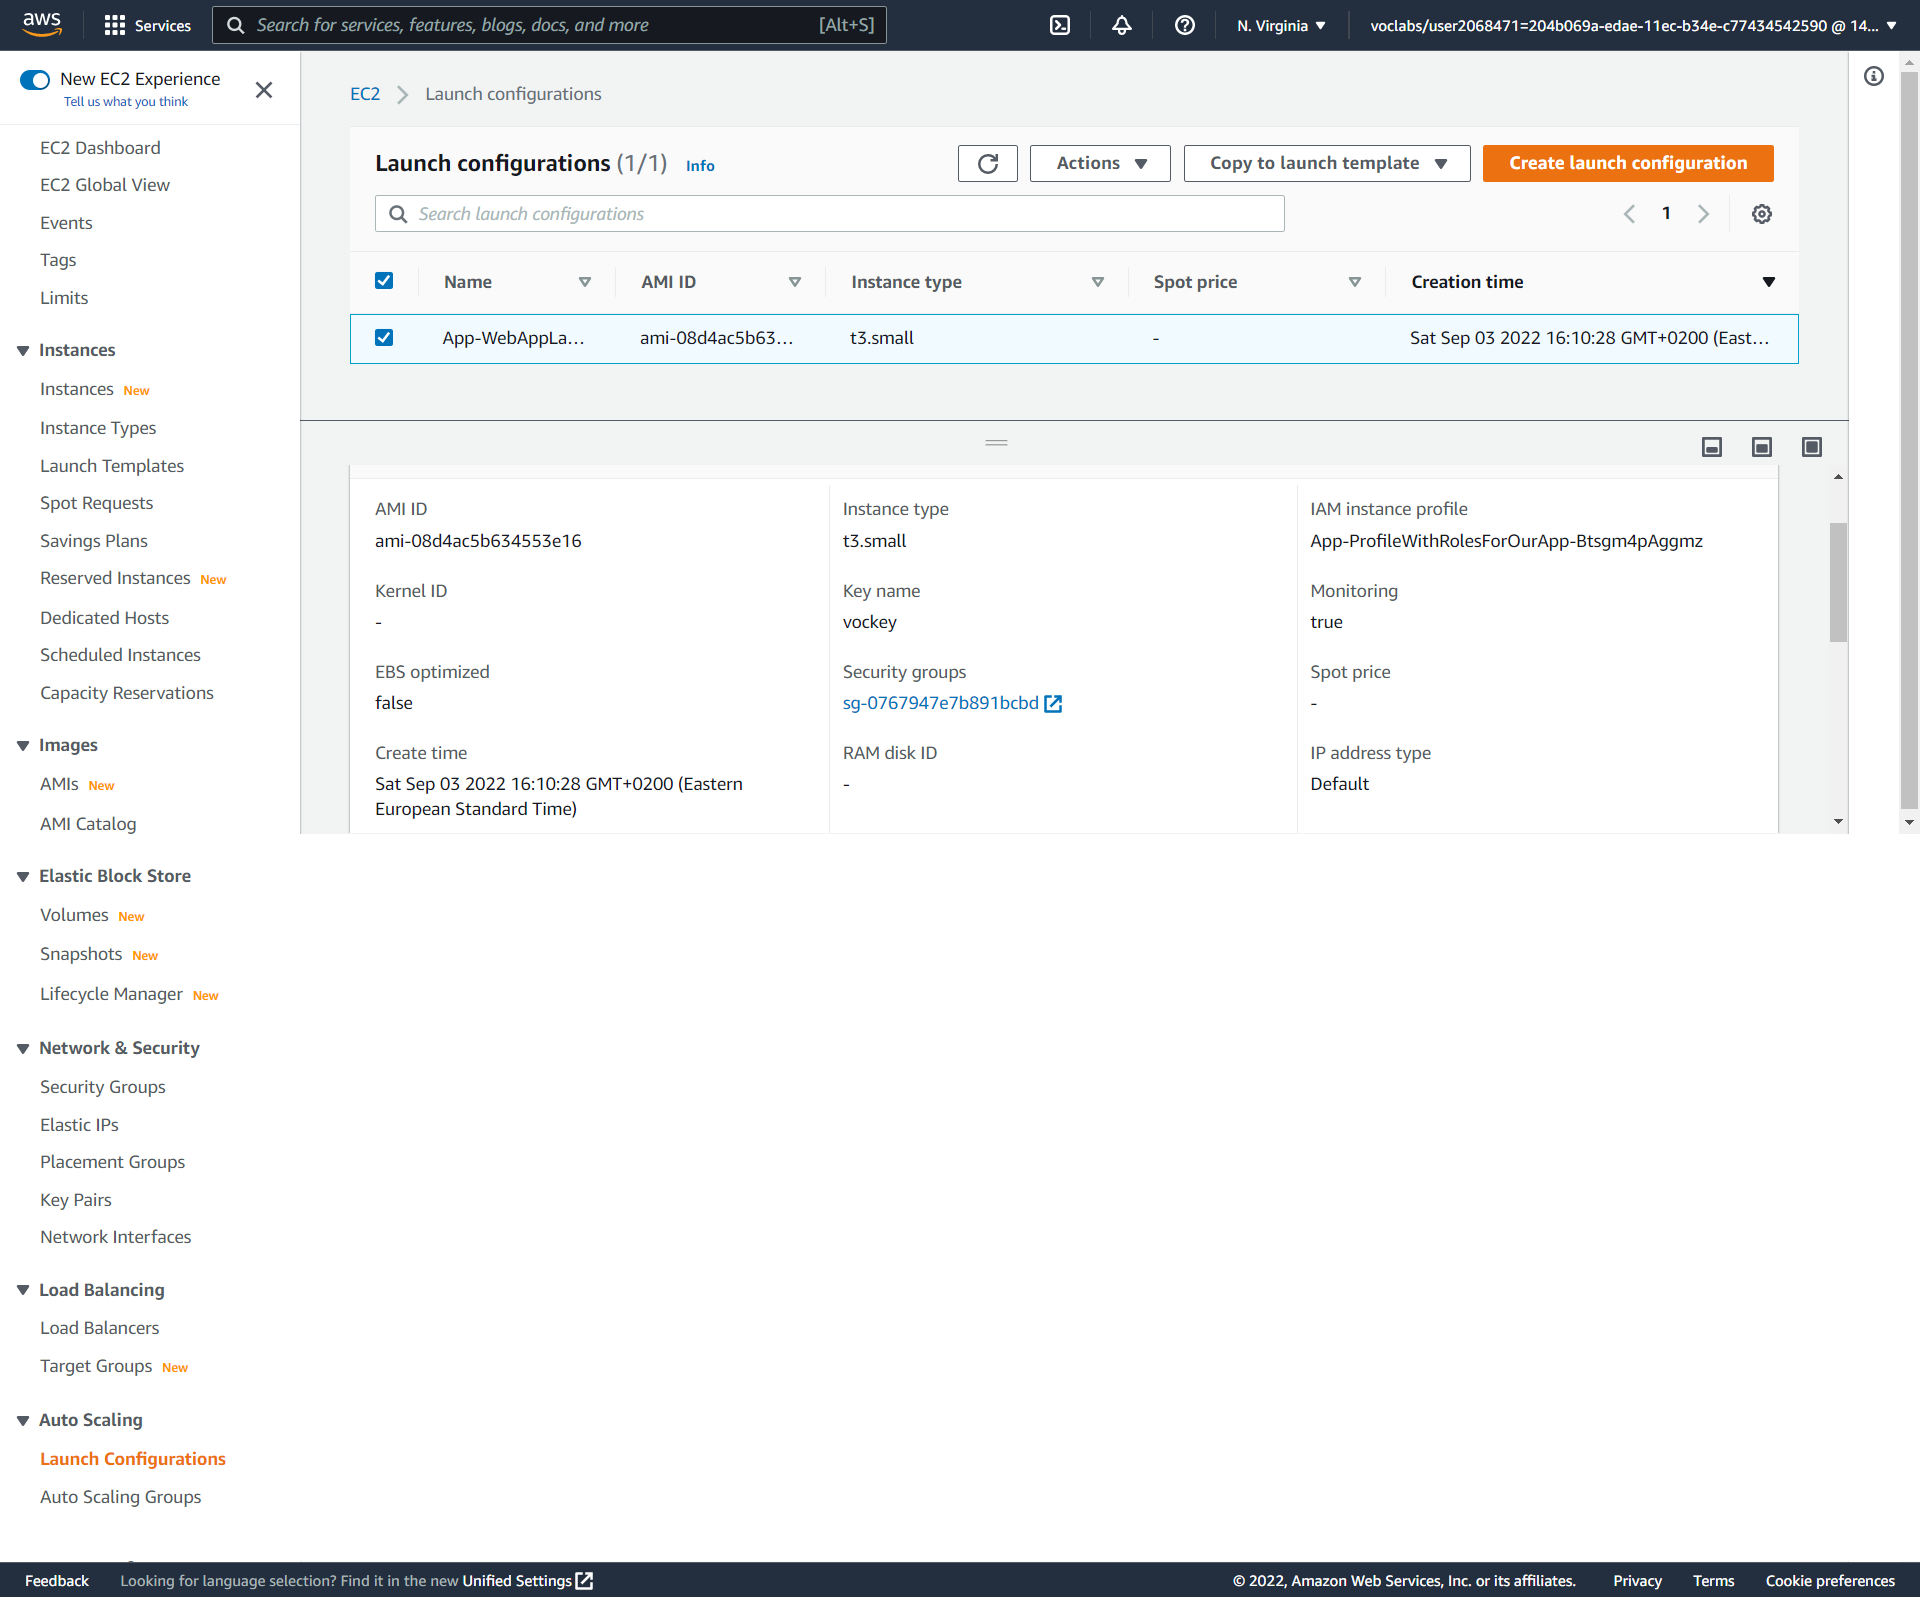 aws
Services
Search for services, features, blogs, docs, and more
[Alt+S]
N. Virginia
voclabs/user2068471=204b069a-edae-11ec-b34e-c77434542590 @ 14...
New EC2 Experience
Tell us what you think
EC2 Dashboard
EC2 Global View
Events
Tags
Limits
Instances
Instances New
Instance Types
Launch Templates
Spot Requests
Savings Plans
Reserved Instances New
Dedicated Hosts
Scheduled Instances
Capacity Reservations
Images
AMIs New
AMI Catalog
Elastic Block Store
Volumes New
Snapshots New
Lifecycle Manager New
Network & Security
Security Groups
Elastic IPs
Placement Groups
Key Pairs
Network Interfaces
Load Balancing
Load Balancers
Target Groups New
Auto Scaling
Launch Configurations
Auto Scaling Groups
EC2
Launch configurations
Launch configurations (1/1) Info
Actions
Copy to launch template
Create launch configuration
Search launch configurations
1
Name
AMI ID
Instance type
Spot price
Creation time
App-WebAppLa...
ami-08d4ac5b63...
t3.small
-
Sat Sep 03 2022 16:10:28 GMT+0200 (East...
AMI ID
ami-08d4ac5b634553e16
Instance type
t3.small
IAM instance profile
App-ProfileWithRolesForOurApp-Btsgm4pAggmz
Kernel ID
-
Key name
vockey
Monitoring
true
EBS optimized
false
Security groups
sg-0767947e7b891bcbd
Spot price
-
Create time
Sat Sep 03 2022 16:10:28 GMT+0200 (Eastern
European Standard Time)
RAM disk ID
-
IP address type
Default
Feedback
Looking for language selection? Find it in the new Unified Settings
© 2022, Amazon Web Services, Inc. or its affiliates.
Privacy
Terms
Cookie preferences